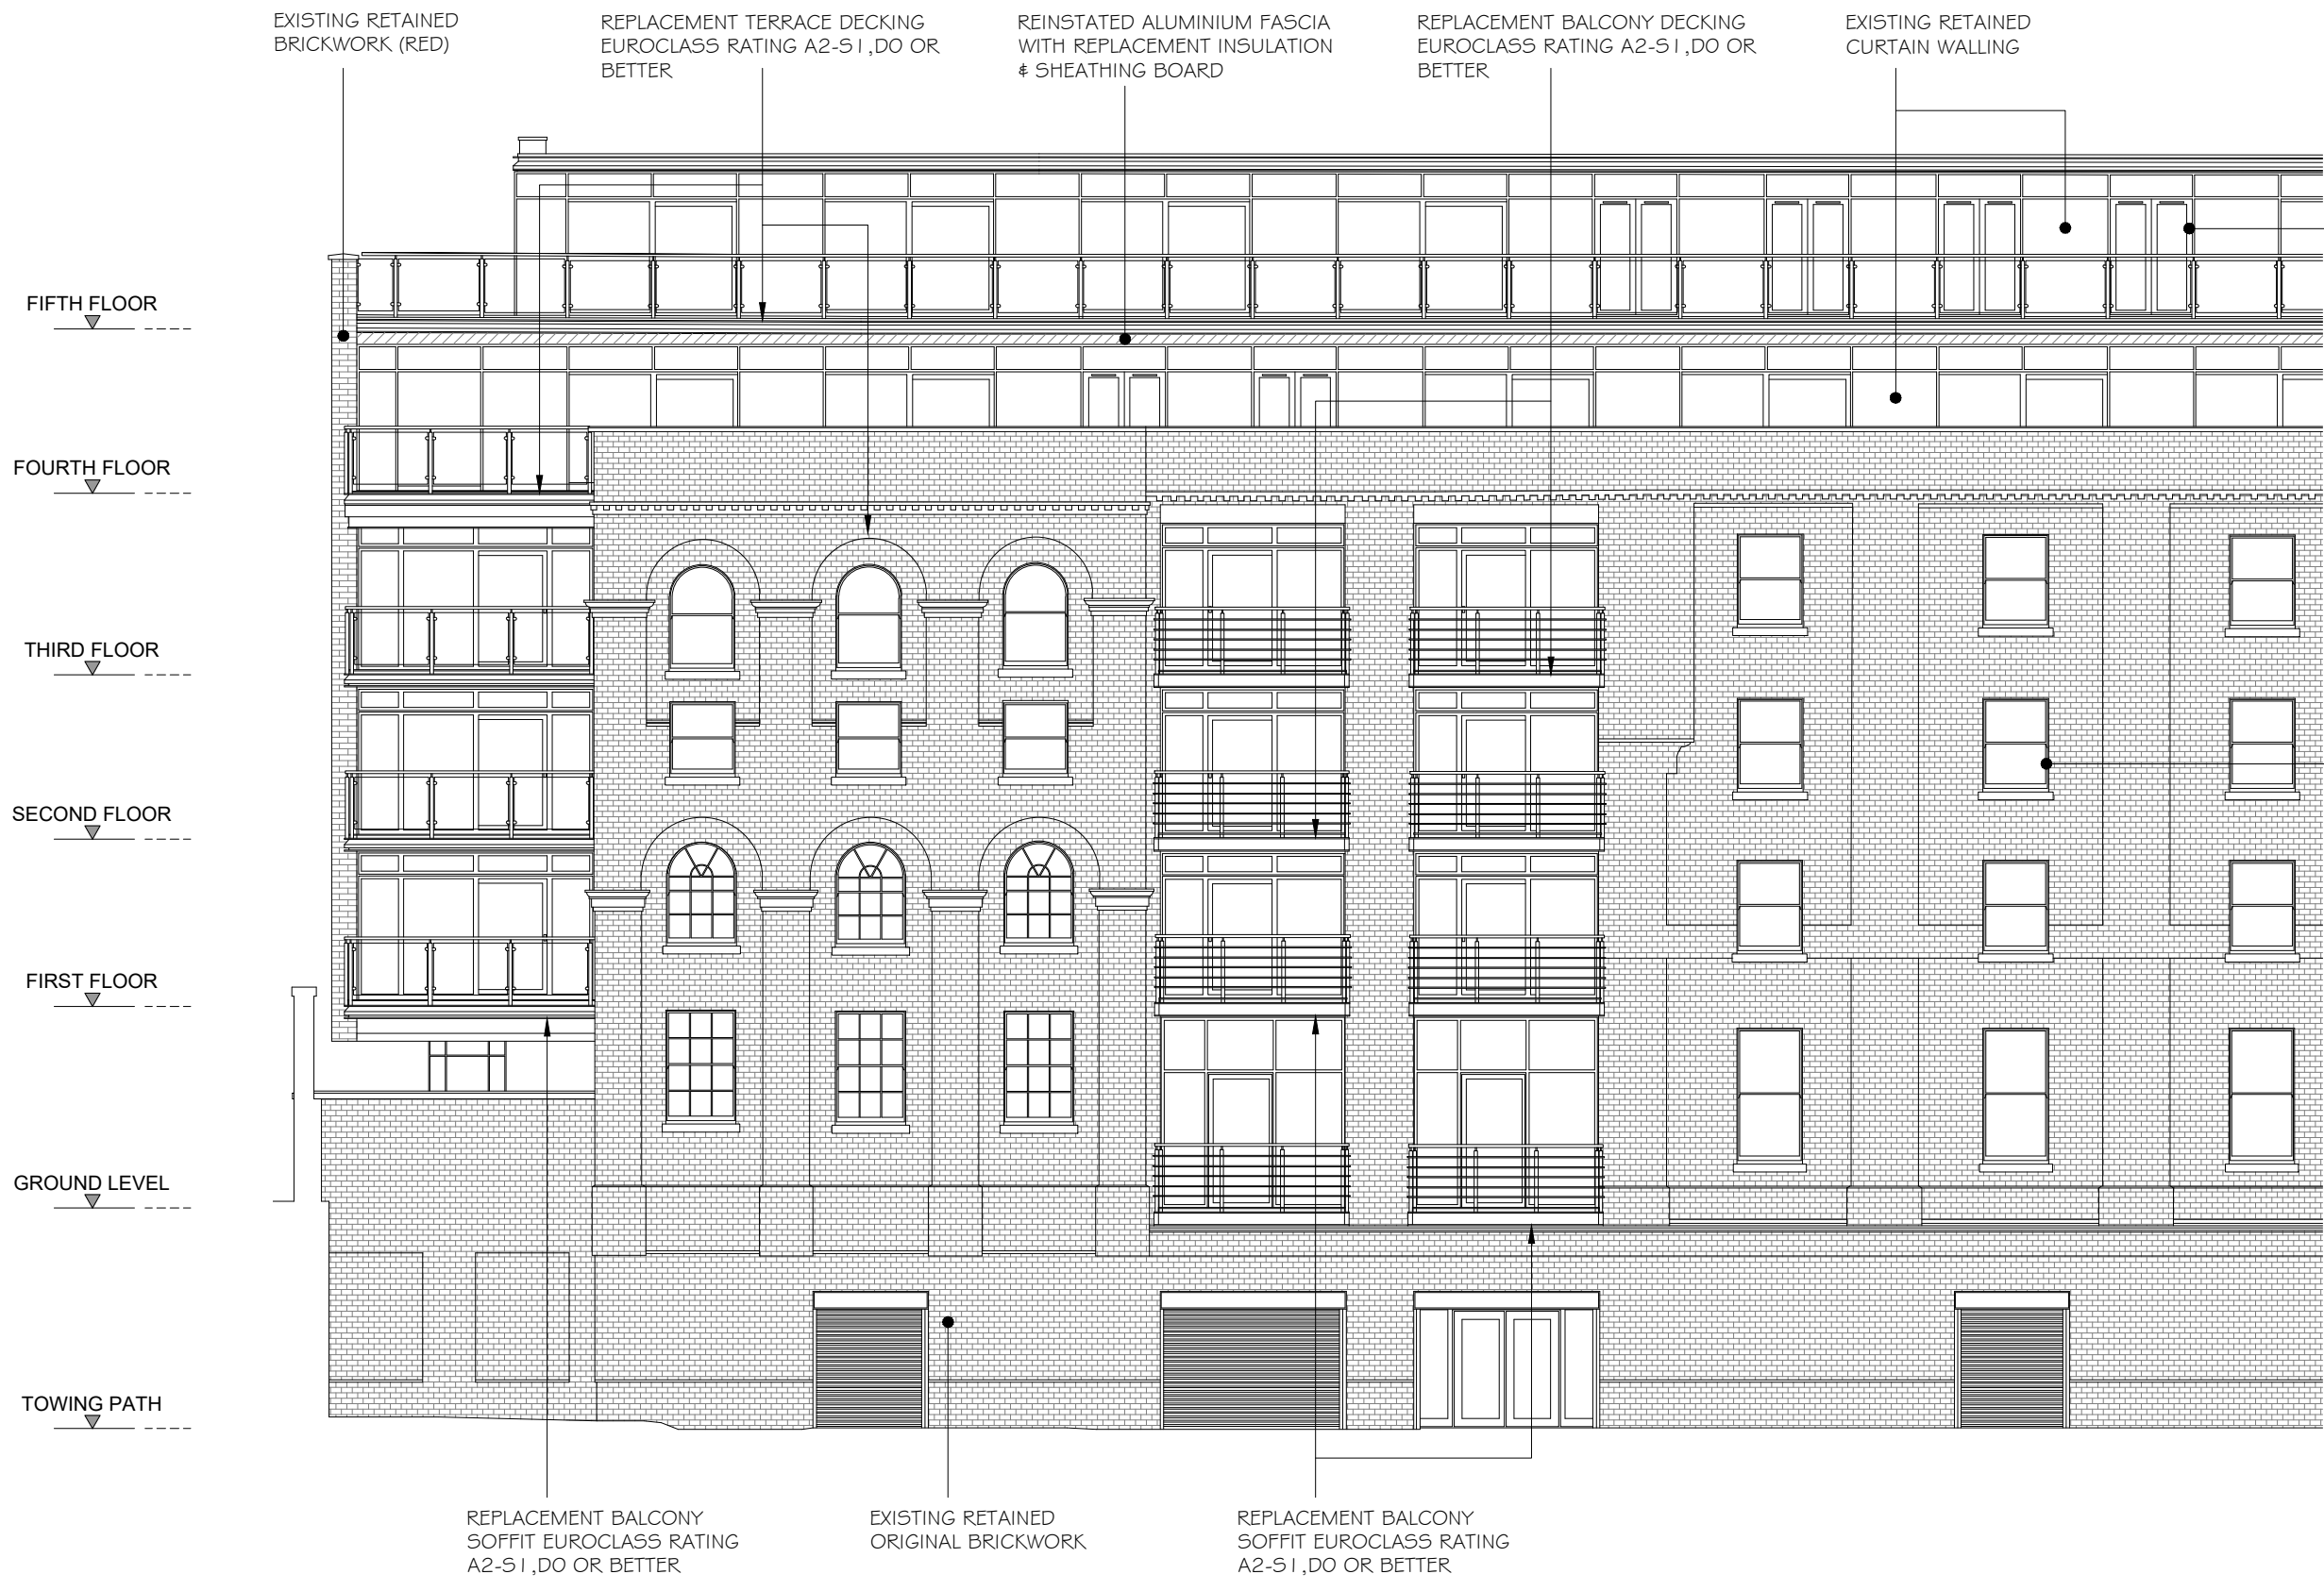 EXISTING RETAINED
BRICKWORK (RED)
REPLACEMENT TERRACE DECKING
EUROCLASS RATING A2-S1,D0 OR
BETTER
REINSTATED ALUMINIUM FASCIA
WITH REPLACEMENT INSULATION
& SHEATHING BOARD
REPLACEMENT BALCONY DECKING
EUROCLASS RATING A2-S1,D0 OR
BETTER
EXISTING RETAINED
CURTAIN WALLING
FIFTH FLOOR
FOURTH FLOOR
THIRD FLOOR
SECOND FLOOR
FIRST FLOOR
GROUND LEVEL
TOWING PATH
REPLACEMENT BALCONY
SOFFIT EUROCLASS RATING
A2-S1,D0 OR BETTER
EXISTING RETAINED
ORIGINAL BRICKWORK
REPLACEMENT BALCONY
SOFFIT EUROCLASS RATING
A2-S1,D0 OR BETTER